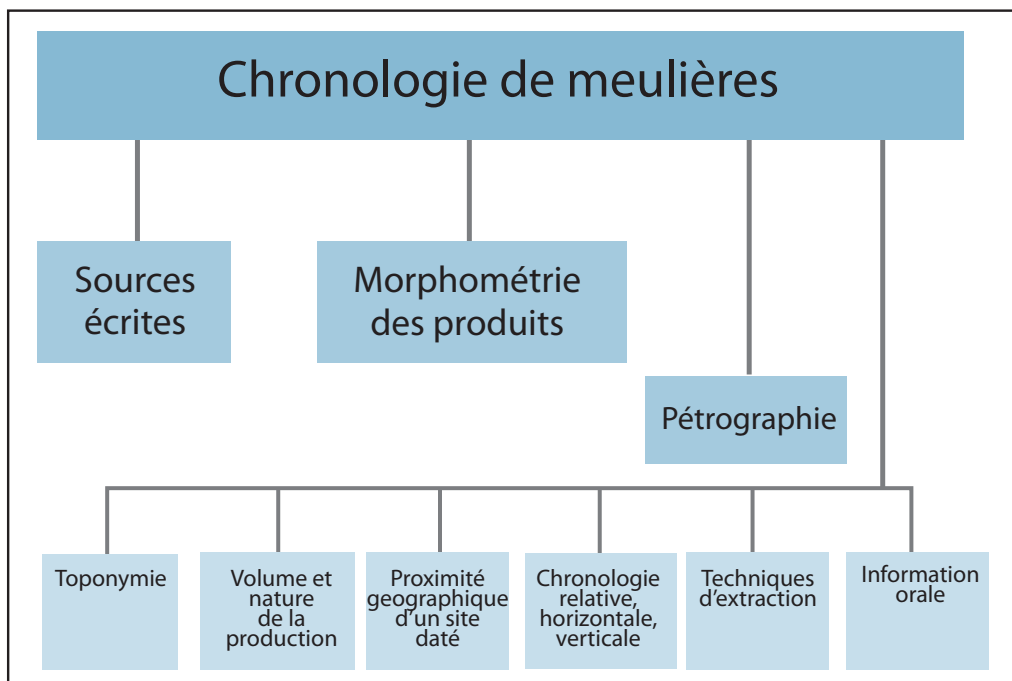 Chronologie de meulières
Sources
écrites
Morphométrie
des produits
Pétrographie
Toponymie
Volume et
nature
de la
production
Proximité
geographique
d'un site
daté
Chronologie
relative,
horizontale,
verticale
Techniques
d'extraction
Information
orale